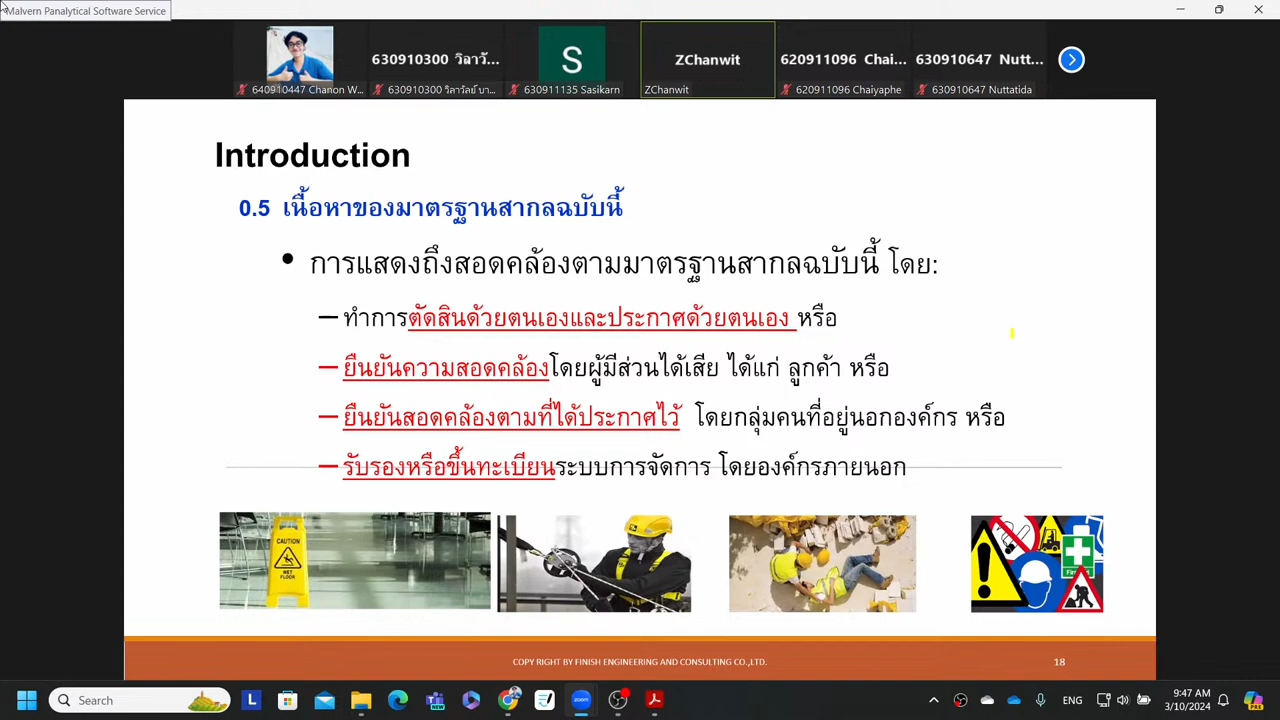 Malvern Panalytical Software Service
630910300 วิลาวั...
S
ZChanwit
620911096 Chai...
630910647 Nutt...
640910447 Chanon W...
630910300 วิลาวัลย์ บา...
630911135 Sasikarn
ZChanwit
620911096 Chaiyaphe
630910647 Nuttatida
Introduction
0.5 เนื้อหาของมาตรฐานสากลฉบับนี้
• การแสดงถึงสอดคล้องตามมาตรฐานสากลฉบับนี้ โดย:
— ทำการตัดสินด้วยตนเองและประกาศด้วยตนเอง หรือ
— ยืนยันความสอดคล้องโดยผู้มีส่วนได้เสีย ได้แก่ ลูกค้า หรือ
— ยืนยันสอดคล้องตามที่ได้ประกาศไว้ โดยกลุ่มคนที่อยู่นอกองค์กร หรือ
— รับรองหรือขึ้นทะเบียนระบบการจัดการ โดยองค์กรภายนอก
CAUTION
WET
FLOOR
COPY RIGHT BY FINISH ENGINEERING AND CONSULTING CO.,LTD.
18
Search
L
NEW
zoom
ENG
9:47 AM
3/10/2024